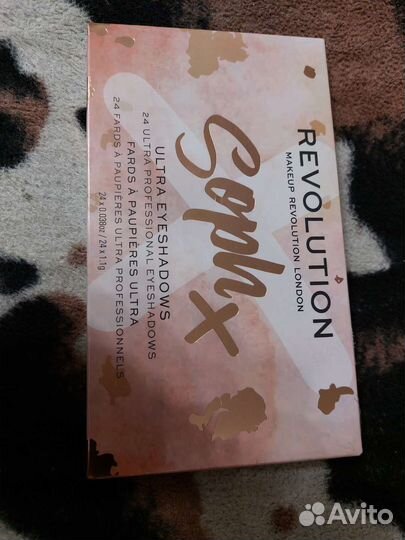 REVOLUTION
MAKEUP REVOLUTION LONDON
Soph x
ULTRA EYESHADOWS
24 ULTRA PROFESSIONAL EYESHADOWS
FARDS À PAUPIÈRES ULTRA
24 FARDS À PAUPIÈRES ULTRA PROFESSIONNELS
24 x 0.038oz / 24 x 1.1g
Avito